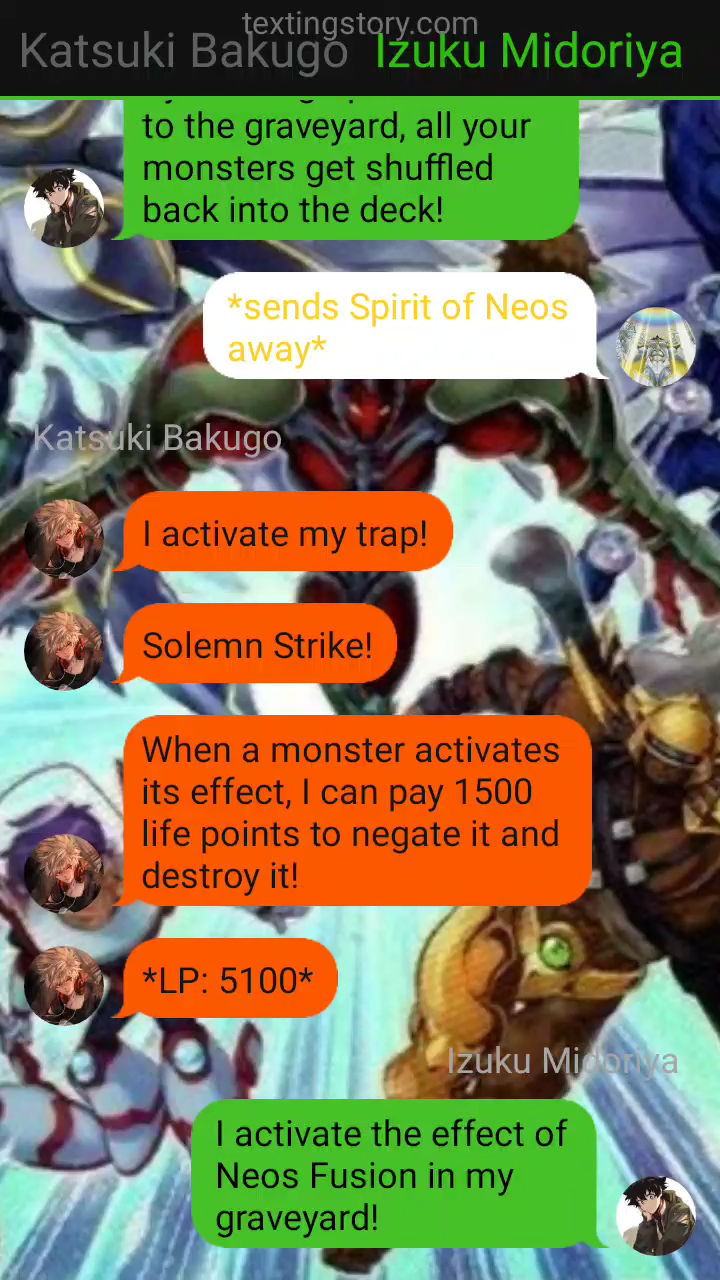 textingstory.com
Katsuki Bakugo Izuku Midoriya
to the graveyard, all your
monsters get shuffled
back into the deck!
*sends Spirit of Neos
away*
Katsuki Bakugo
I activate my trap!
Solemn Strike!
When a monster activates
its effect, I can pay 1500
life points to negate it and
destroy it!
*LP: 5100*
Izuku Midoriya
I activate the effect of
Neos Fusion in my
graveyard!